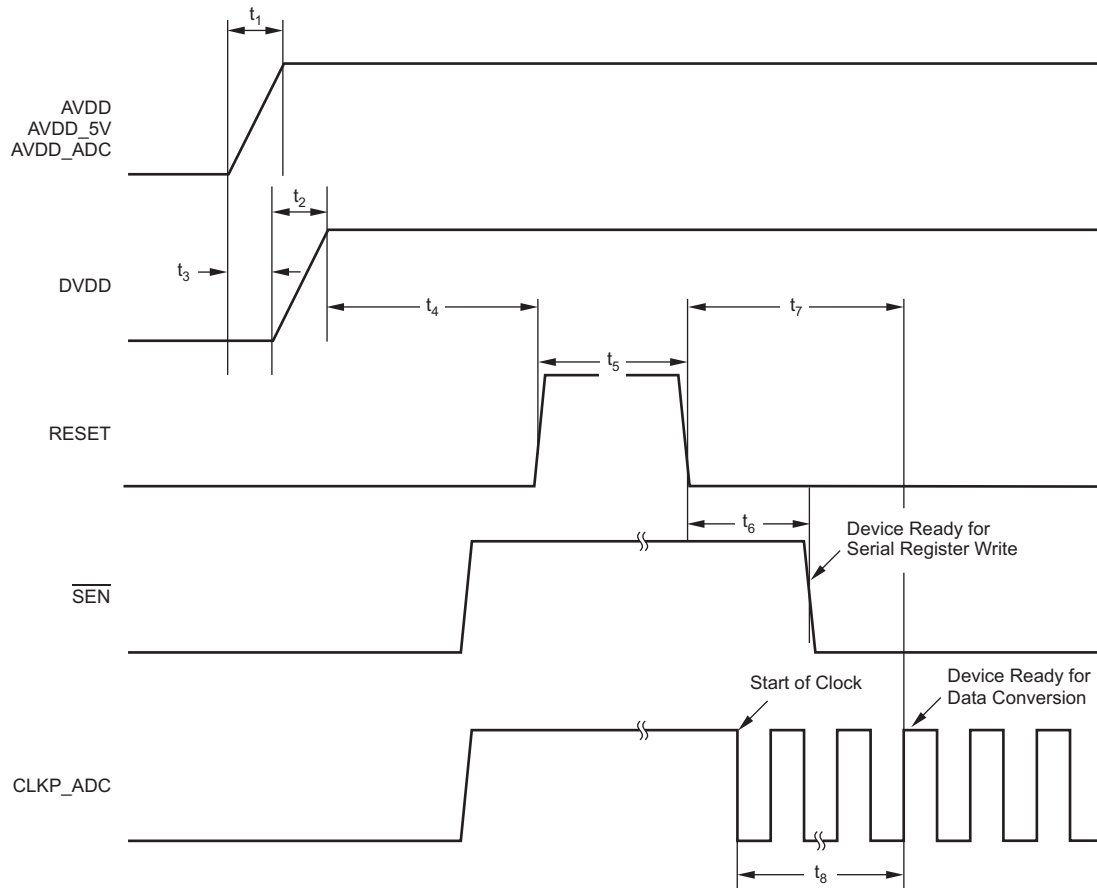 t1
AVDD
AVDD_5V
AVDD_ADC
t2
t3
DVDD
t4
t7
t5
RESET
t6
Device Ready for
Serial Register Write
SEN
Start of Clock
Device Ready for
Data Conversion
CLKP_ADC
t8